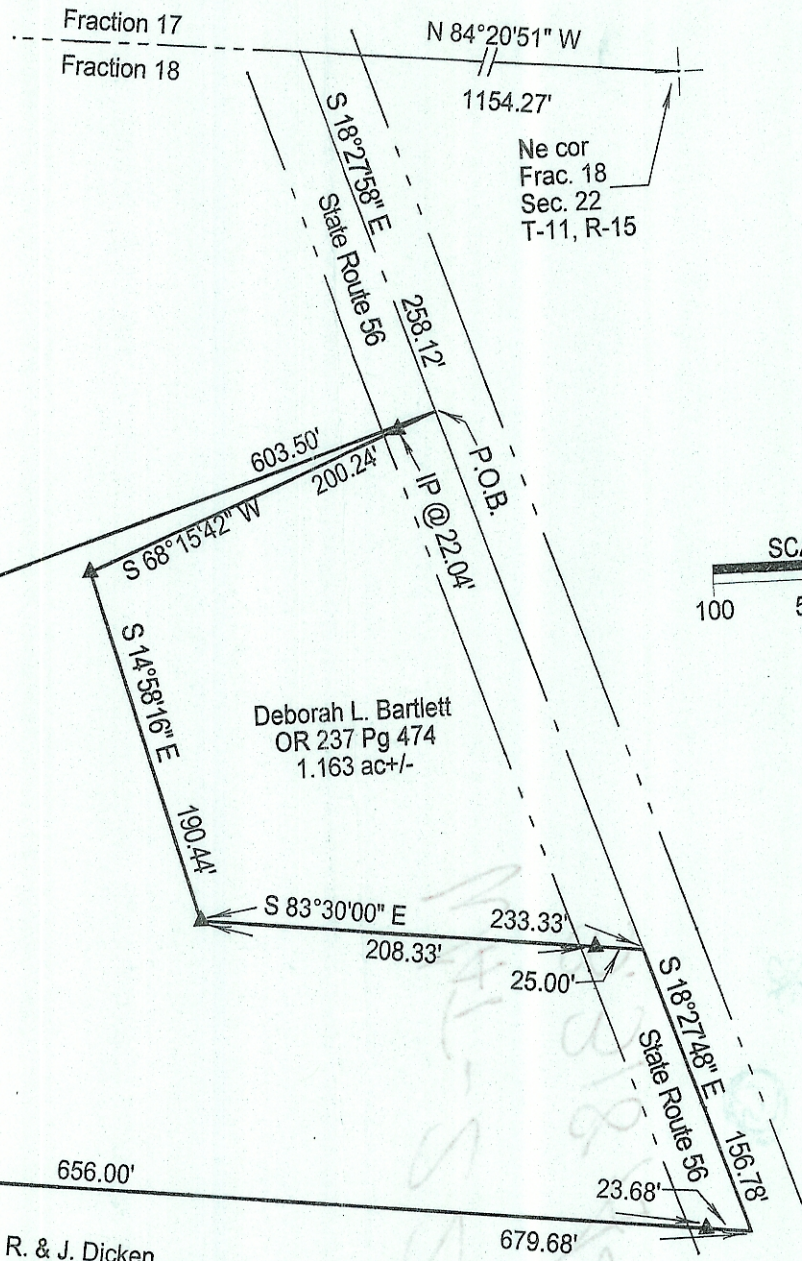 Fraction 17
N 84°20'51" W
Fraction 18
1154.27'
Ne cor
Frac. 18
Sec. 22
T-11, R-15
S 18°27'58" E
State Route 56
258.12'
603.50'
200.24'
P.O.B.
IP @ 22.04'
S 68°15'42" W
SCA
100
5
S 14°58'16" E
Deborah L. Bartlett
OR 237 Pg 474
1.163 ac+/-
190.44'
S 83°30'00" E
233.33'
208.33'
25.00'
S 18°27'48" E
State Route 56
156.78'
656.00'
23.68'
679.68'
R. & J. Dicken